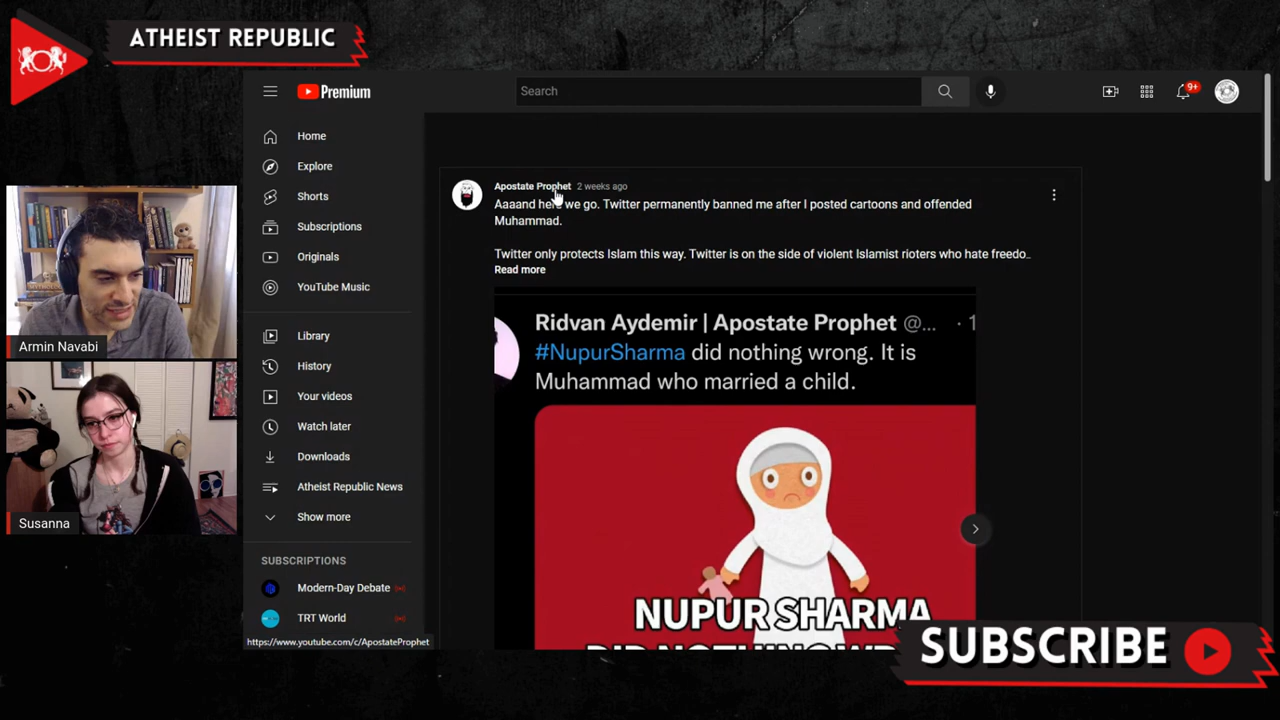 ATHEIST REPUBLIC
Premium
Search
9+
Home
Explore
Shorts
Subscriptions
Originals
YouTube Music
Library
History
Your videos
Watch later
Downloads
Atheist Republic News
Show more
SUBSCRIPTIONS
Modern-Day Debate
TRT World
https://www.youtube.com/c/ApostateProphet
Armin Navabi
Susanna
Apostate Prophet 2 weeks ago
Aaaand here we go. Twitter permanently banned me after I posted cartoons and offended
Muhammad.
Twitter only protects Islam this way. Twitter is on the side of violent Islamist rioters who hate freedo...
Read more
Ridvan Aydemir | Apostate Prophet @... · 1
#NupurSharma did nothing wrong. It is
Muhammad who married a child.
NUPUR SHARMA
DID NOTHING
SUBSCRIBE